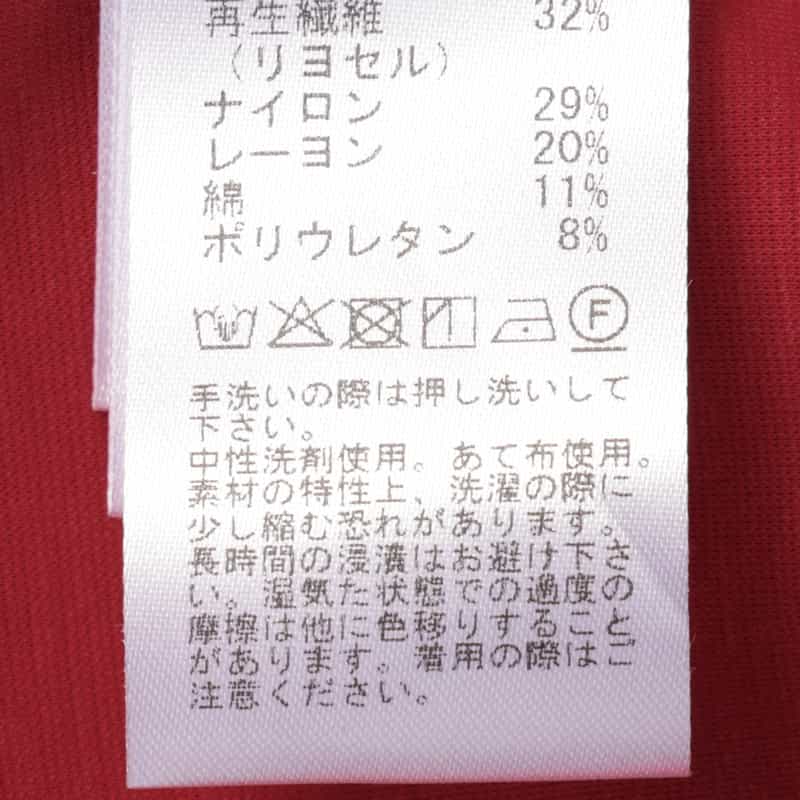 再生繊維 32%
(リヨセル)
ナイロン 29%
レーヨン 20%
綿 11%
ポリウレタン 8%
F
手洗いの際は押し洗いして
下さい。
中性洗剤使用。あて布使用。
素材の特性上、洗濯の際に
少し縮む恐れがあります。
長時間の浸漬はお避け下さ
い。湿気た状態での過度の
摩擦は他に色移りすること
があります。着用の際はご
注意ください。